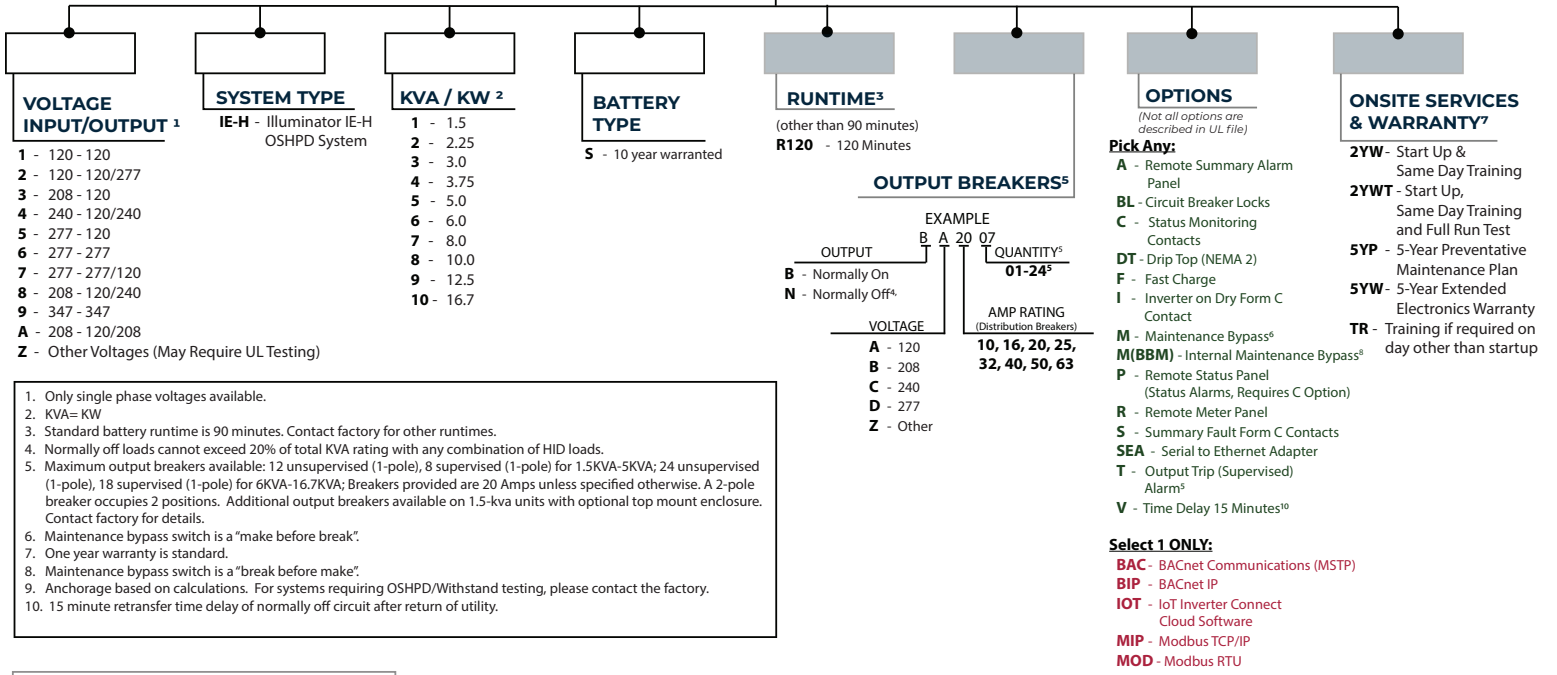 VOLTAGE
INPUT/OUTPUT ¹
1 - 120 - 120
2 - 120 - 120/277
3 - 208 - 120
4 - 240 - 120/240
5 - 277 - 120
6 - 277 - 277
7 - 277 - 277/120
8 - 208 - 120/240
9 - 347 - 347
A - 208 - 120/208
Z - Other Voltages (May Require UL Testing)
SYSTEM TYPE
IE-H - Illuminator IE-H
OSHPD System
KVA / KW ²
1 - 1.5
2 - 2.25
3 - 3.0
4 - 3.75
5 - 5.0
6 - 6.0
7 - 8.0
8 - 10.0
9 - 12.5
10 - 16.7
BATTERY
TYPE
S - 10 year warranted
RUNTIME³
(other than 90 minutes)
R120 - 120 Minutes
OUTPUT BREAKERS⁵
EXAMPLE
B A 20 07
OUTPUT
B - Normally On
N - Normally Off⁴·
QUANTITY⁵
01-24⁵
VOLTAGE
A - 120
B - 208
C - 240
D - 277
Z - Other
AMP RATING
(Distribution Breakers)
10, 16, 20, 25,
32, 40, 50, 63
OPTIONS
(Not all options are
described in UL file)
Pick Any:
A - Remote Summary Alarm
Panel
BL - Circuit Breaker Locks
C - Status Monitoring
Contacts
DT - Drip Top (NEMA 2)
F - Fast Charge
I - Inverter on Dry Form C
Contact
M - Maintenance Bypass⁶
M(BBM) - Internal Maintenance Bypass⁸
P - Remote Status Panel
(Status Alarms, Requires C Option)
R - Remote Meter Panel
S - Summary Fault Form C Contacts
SEA - Serial to Ethernet Adapter
T - Output Trip (Supervised)
Alarm⁵
V - Time Delay 15 Minutes¹⁰
Select 1 ONLY:
BAC - BACnet Communications (MSTP)
BIP - BACnet IP
IOT - IoT Inverter Connect
Cloud Software
MIP - Modbus TCP/IP
MOD - Modbus RTU
ONSITE SERVICES
& WARRANTY⁷
2YW - Start Up &
Same Day Training
2YWT - Start Up,
Same Day Training
and Full Run Test
5YP - 5-Year Preventative
Maintenance Plan
5YW - 5-Year Extended
Electronics Warranty
TR - Training if required on
day other than startup
1. Only single phase voltages available.
2. KVA= KW
3. Standard battery runtime is 90 minutes. Contact factory for other runtimes.
4. Normally off loads cannot exceed 20% of total KVA rating with any combination of HID loads.
5. Maximum output breakers available: 12 unsupervised (1-pole), 8 supervised (1-pole) for 1.5KVA-5KVA; 24 unsupervised
(1-pole), 18 supervised (1-pole) for 6KVA-16.7KVA; Breakers provided are 20 Amps unless specified otherwise. A 2-pole
breaker occupies 2 positions. Additional output breakers available on 1.5-kva units with optional top mount enclosure.
Contact factory for details.
6. Maintenance bypass switch is a “make before break”.
7. One year warranty is standard.
8. Maintenance bypass switch is a “break before make”.
9. Anchorage based on calculations. For systems requiring OSHPD/Withstand testing, please contact the factory.
10. 15 minute retransfer time delay of normally off circuit after return of utility.